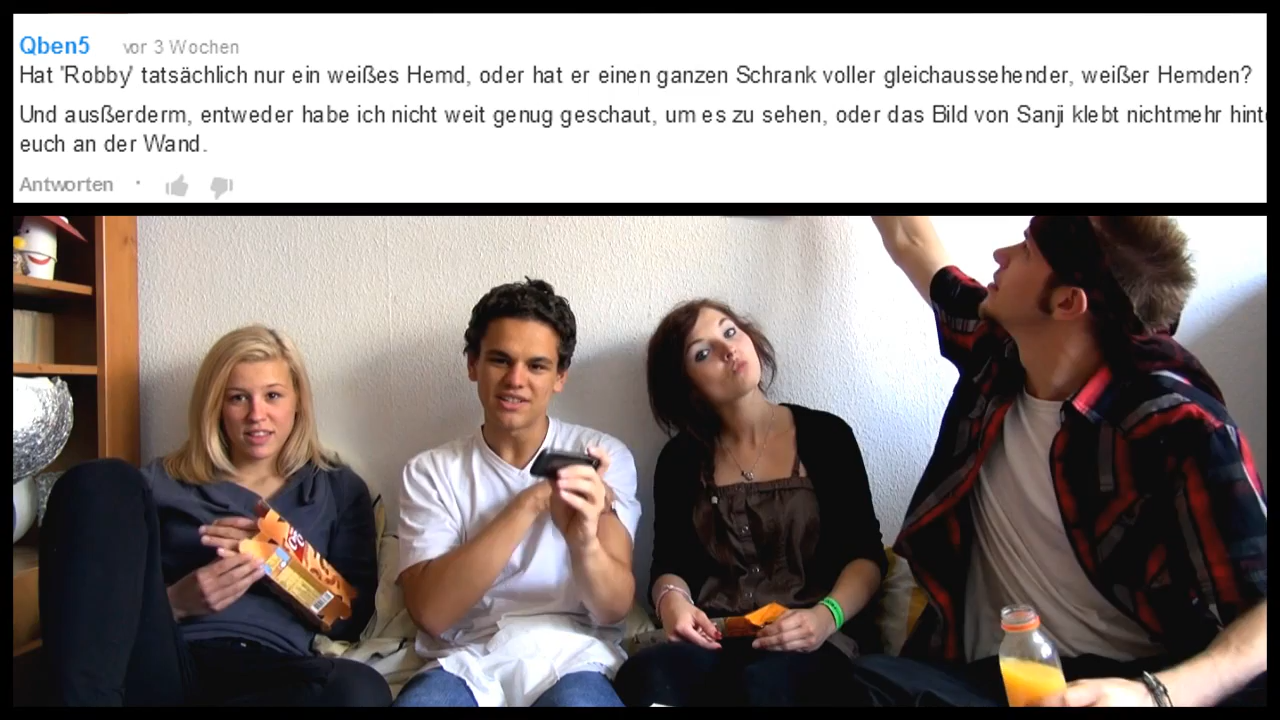 Qben5 vor 3 Wochen
Hat 'Robby' tatsächlich nur ein weißes Hemd, oder hat er einen ganzen Schrank voller gleichaussehender, weißer Hemden?
Und ausßerderm, entweder habe ich nicht weit genug geschaut, um es zu sehen, oder das Bild von Sanji klebt nichtmehr hint
euch an der Wand.
Antworten ·